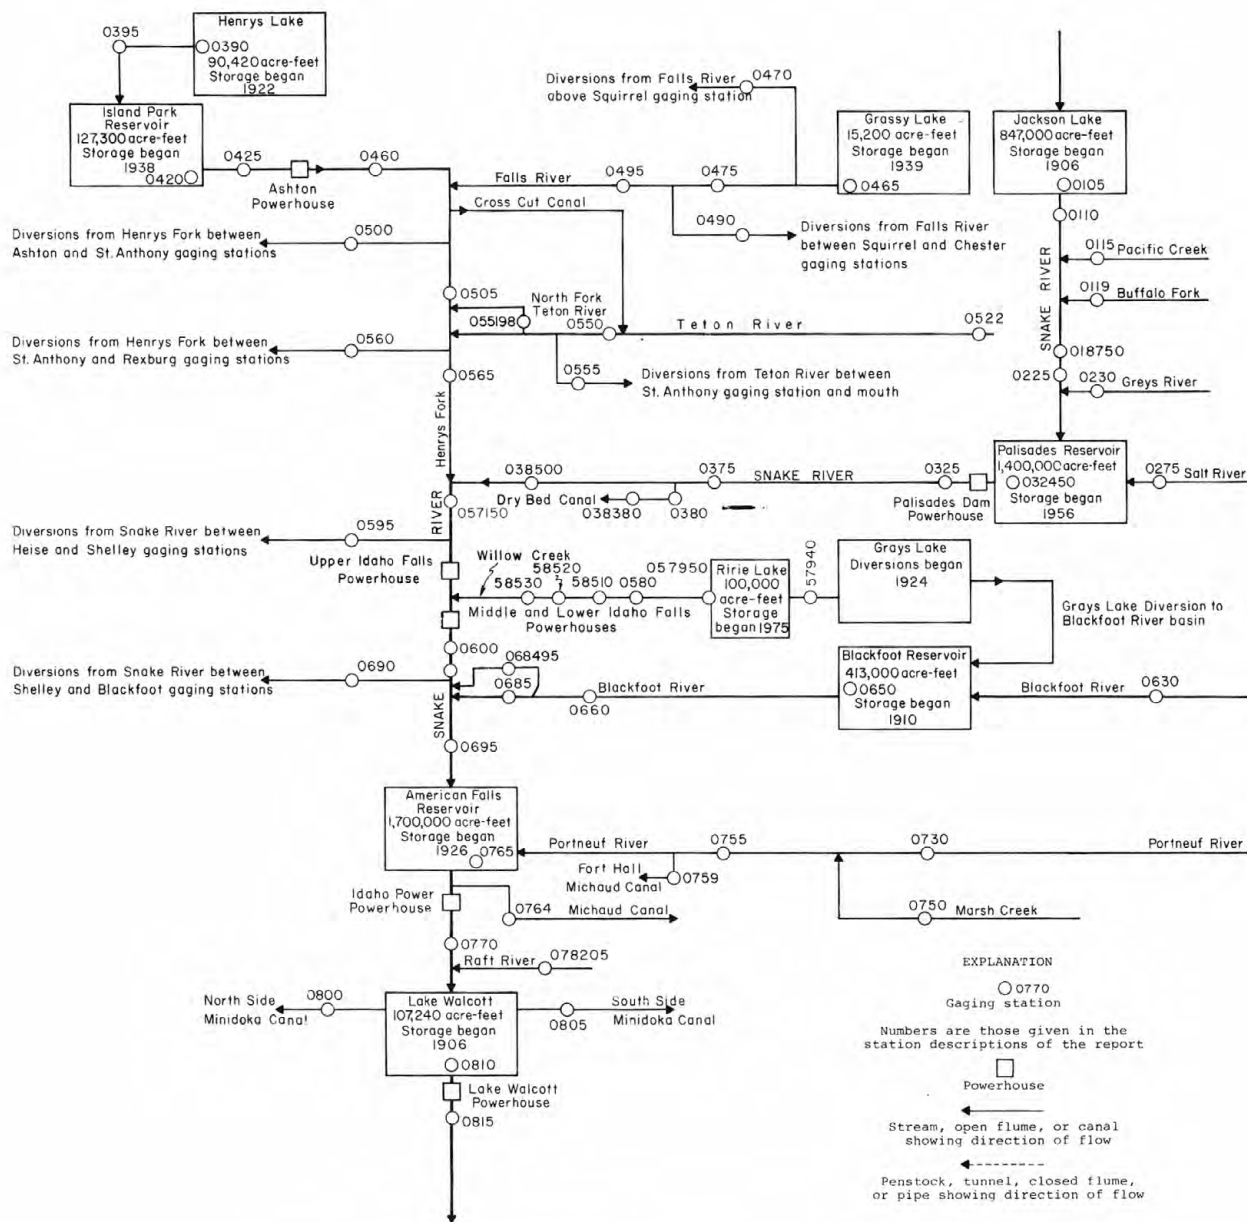 0395
Henrys Lake
0390
90,420 acre-feet
Storage began
1922
Island Park
Reservoir
127,300 acre-feet
Storage began
1938
0420
0425
0460
Ashton
Powerhouse
Diversions from Falls River
above Squirrel gaging station
0470
Grassy Lake
15,200 acre-feet
Storage began
1939
0465
Jackson Lake
847,000 acre-feet
Storage began
1906
0105
0110
Falls River
0495
0475
Cross Cut Canal
0490
Diversions from Falls River
between Squirrel and Chester
gaging stations
Diversions from Henrys Fork between
Ashton and St. Anthony gaging stations
0500
0115
Pacific Creek
0119
Buffalo Fork
SNAKE RIVER
018750
0225
0230
Greys River
0505
North Fork
Teton River
055198
0550
Teton River
0522
Diversions from Henrys Fork between
St. Anthony and Rexburg gaging stations
0560
0565
0555
Diversions from Teton River between
St. Anthony gaging station and mouth
Henrys Fork
Palisades Reservoir
1,400,000 acre-feet
032450
Storage began
1956
0275
Salt River
038500
0375
SNAKE RIVER
0325
Palisades Dam
Powerhouse
Dry Bed Canal
038380
0380
057150
RIVER
Diversions from Snake River between
Heise and Shelley gaging stations
0595
Upper Idaho Falls
Powerhouse
Willow Creek
58530
58520
58510
0580
057950
Middle and Lower Idaho Falls
Powerhouses
Ririe Lake
100,000
acre-feet
Storage
began 1975
57940
Grays Lake
Diversions began
1924
Grays Lake Diversion to
Blackfoot River basin
0600
Diversions from Snake River between
Shelley and Blackfoot gaging stations
0690
068495
0685
Blackfoot River
0660
Blackfoot Reservoir
413,000 acre-feet
0650
Storage began
1910
Blackfoot River
0630
SNAKE
0695
American Falls
Reservoir
1,700,000 acre-feet
Storage began
1926
0765
Portneuf River
0755
0730
Portneuf River
Fort Hall
Michaud Canal
0759
0750
Marsh Creek
Idaho Power
Powerhouse
0764
Michaud Canal
0770
Raft River
078205
North Side
Minidoka Canal
0800
Lake Walcott
107,240 acre-feet
Storage began
1906
0810
0805
South Side
Minidoka Canal
Lake Walcott
Powerhouse
0815
EXPLANATION
0770
Gaging station
Numbers are those given in the
station descriptions of the report
Powerhouse
Stream, open flume, or canal
showing direction of flow
Penstock, tunnel, closed flume,
or pipe showing direction of flow